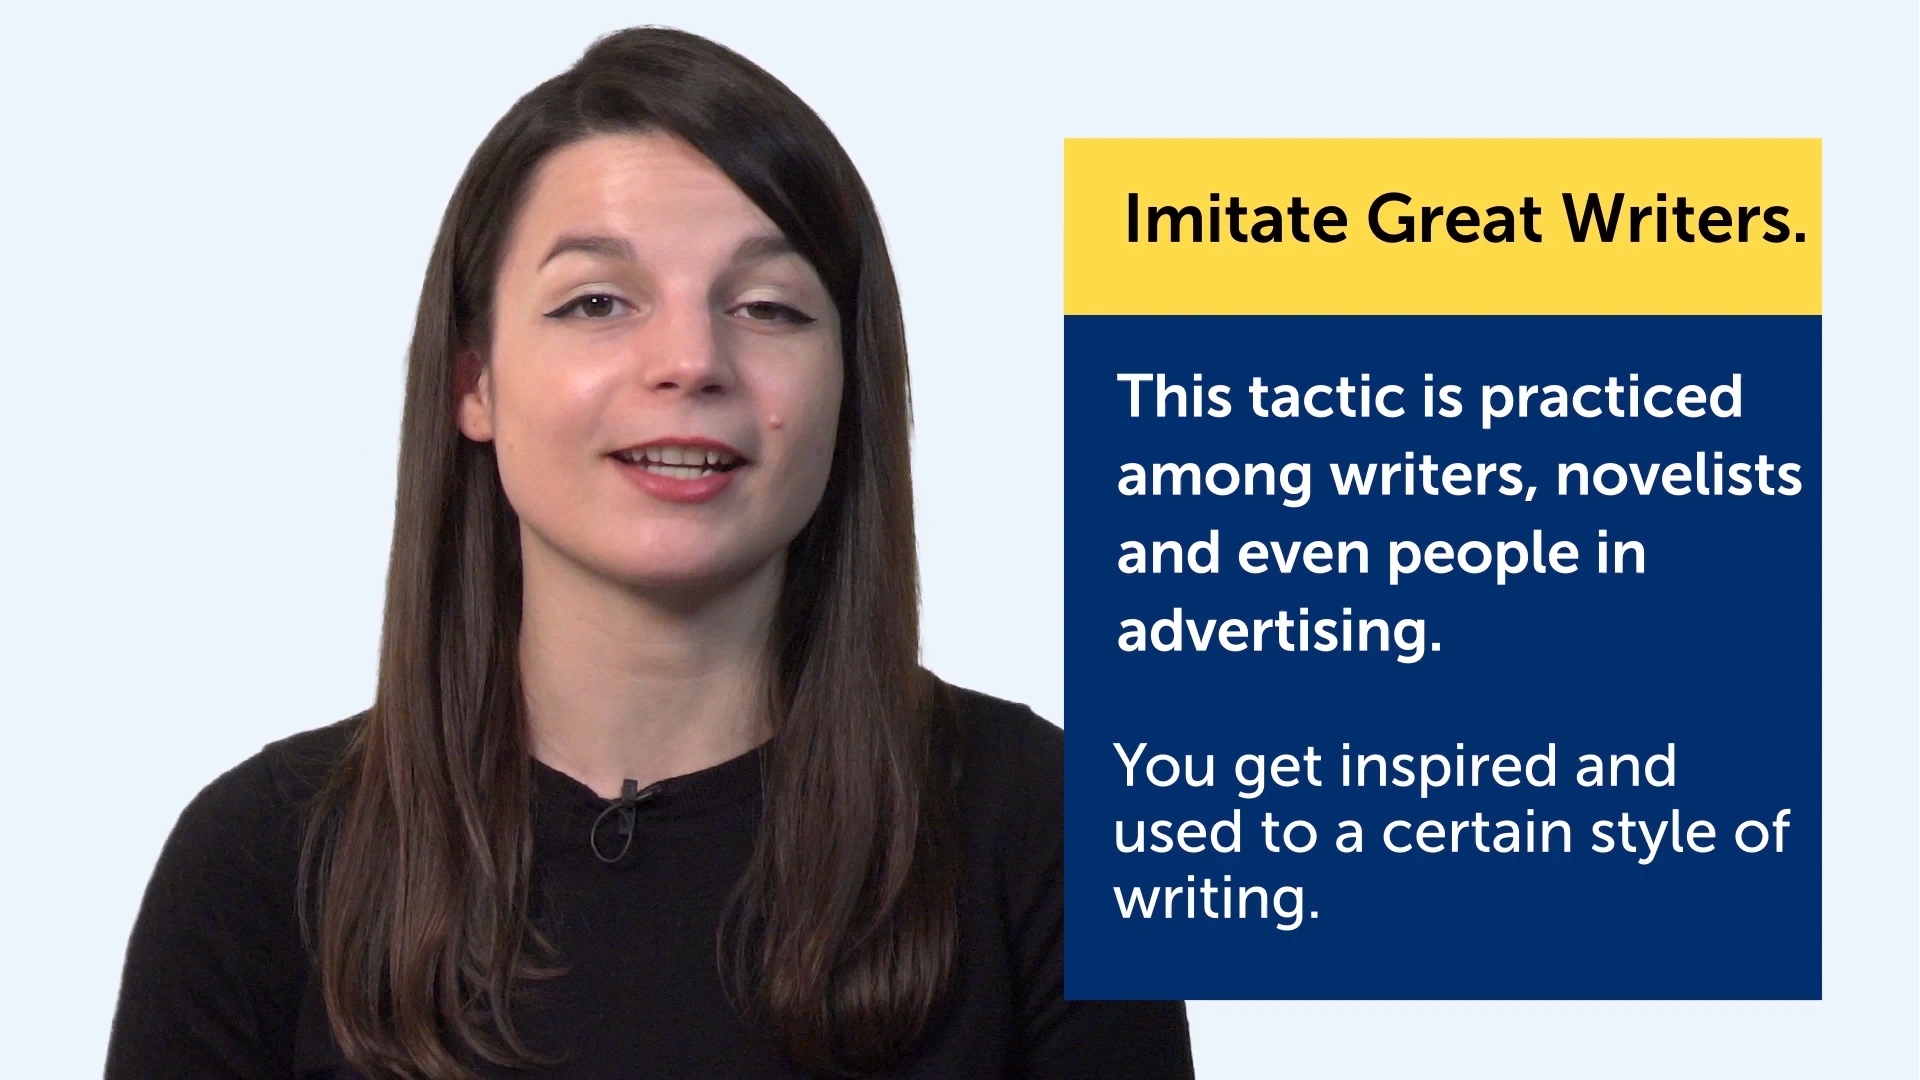 Imitate Great Writers.
This tactic is practiced
among writers, novelists
and even people in
advertising.
You get inspired and
used to a certain style of
writing.